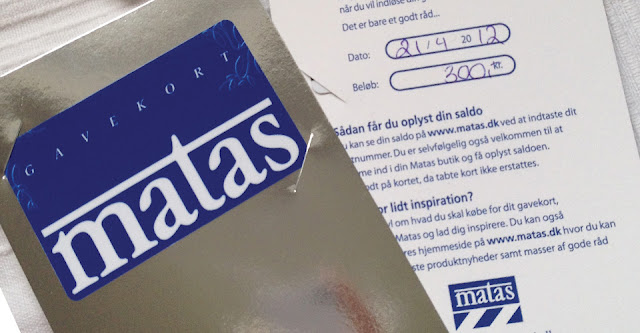 GAVEKORT
matas
når du vil indløse
Det er bare et godt råd...
Dato: 21/4 2012
Beløb: 300,- kr.
Sådan får du oplyst din saldo
kan se din saldo på www.matas.dk ved at indtaste dit
tnummer. Du er selvfølgelig også velkommen til at
me ind i din Matas butik og få oplyst saldoen.
dt på kortet, da tabte kort ikke erstattes.
or lidt inspiration?
vl om hvad du skal købe for dit gavekort,
Matas og lad dig inspirere. Du kan også
res hjemmeside på www.matas.dk hvor du kan
ste produktnyheder samt masser af gode råd
matas